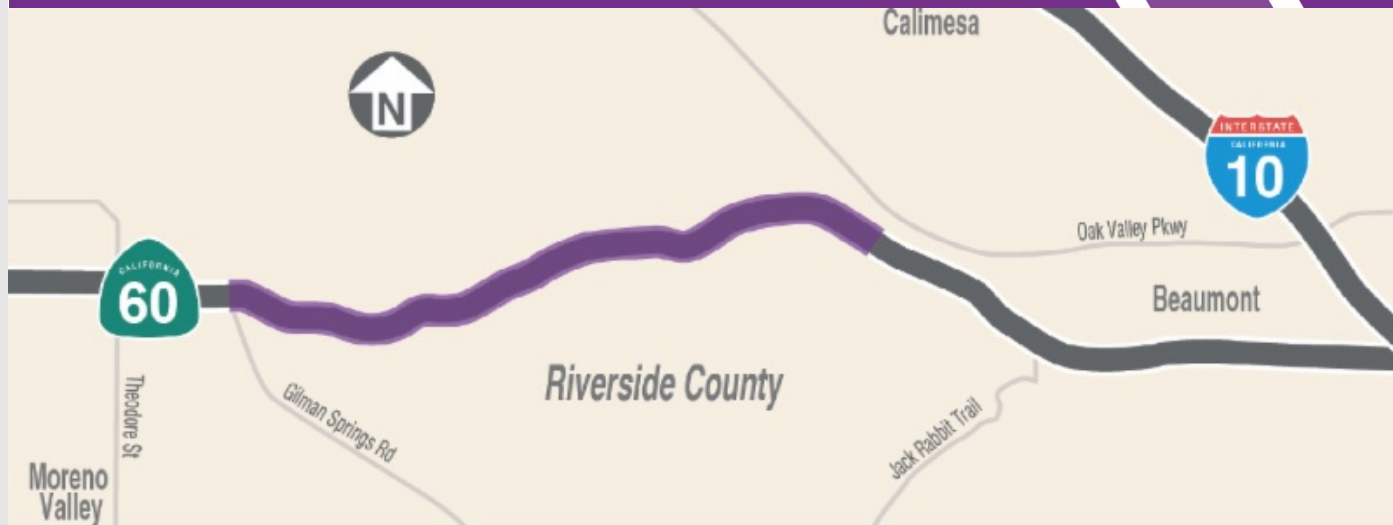 Calimesa
N
INTERSTATE
CALIFORNIA
10
Oak Valley Pkwy
CALIFORNIA
60
Beaumont
Riverside County
Theodore St
Gilman Springs Rd
Jack Rabbit Trail
Moreno
Valley